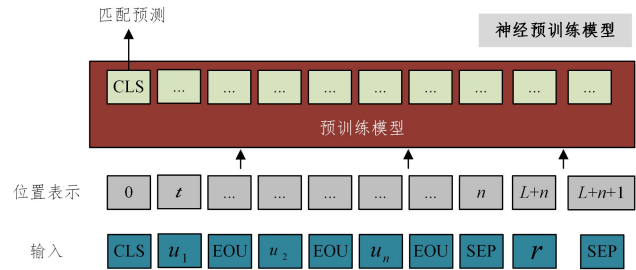 匹配预测
神经预训练模型
CLS ... ... ... ... ... ... ... ... ...
预训练模型
位置表示 0 t ... ... ... ... ... n L+n L+n+1
输入 CLS u1 EOU u2 EOU un EOU SEP r SEP